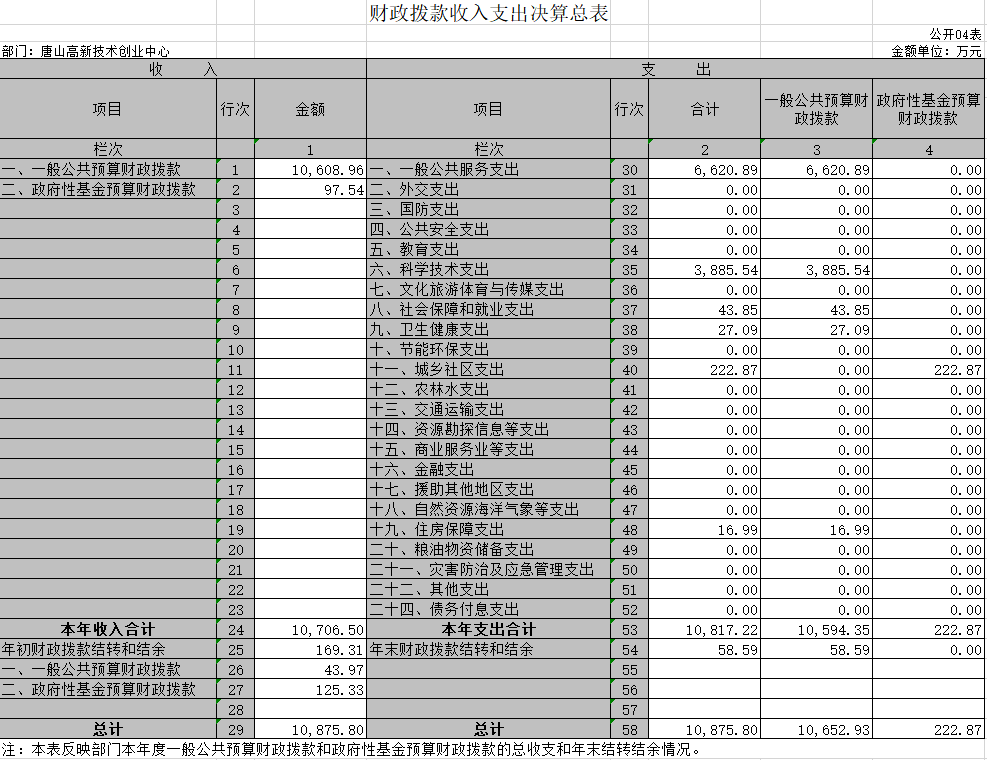 财政拨款收入支出决算总表
公开04表
部门：唐山高新技术创业中心 金额单位：万元
收 入 支 出
项目 行次 金额 项目 行次 合计 一般公共预算财政拨款 政府性基金预算财政拨款
栏次 1 栏次 2 3 4
一、一般公共预算财政拨款 1 10,608.96 一、一般公共服务支出 30 6,620.89 6,620.89 0.00
二、政府性基金预算财政拨款 2 97.54 二、外交支出 31 0.00 0.00 0.00
3 三、国防支出 32 0.00 0.00 0.00
4 四、公共安全支出 33 0.00 0.00 0.00
5 五、教育支出 34 0.00 0.00 0.00
6 六、科学技术支出 35 3,885.54 3,885.54 0.00
7 七、文化旅游体育与传媒支出 36 0.00 0.00 0.00
8 八、社会保障和就业支出 37 43.85 43.85 0.00
9 九、卫生健康支出 38 27.09 27.09 0.00
10 十、节能环保支出 39 0.00 0.00 0.00
11 十一、城乡社区支出 40 222.87 0.00 222.87
12 十二、农林水支出 41 0.00 0.00 0.00
13 十三、交通运输支出 42 0.00 0.00 0.00
14 十四、资源勘探信息等支出 43 0.00 0.00 0.00
15 十五、商业服务业等支出 44 0.00 0.00 0.00
16 十六、金融支出 45 0.00 0.00 0.00
17 十七、援助其他地区支出 46 0.00 0.00 0.00
18 十八、自然资源海洋气象等支出 47 0.00 0.00 0.00
19 十九、住房保障支出 48 16.99 16.99 0.00
20 二十、粮油物资储备支出 49 0.00 0.00 0.00
21 二十一、灾害防治及应急管理支出 50 0.00 0.00 0.00
22 二十二、其他支出 51 0.00 0.00 0.00
23 二十四、债务付息支出 52 0.00 0.00 0.00
本年收入合计 24 10,706.50 本年支出合计 53 10,817.22 10,594.35 222.87
年初财政拨款结转和结余 25 169.31 年末财政拨款结转和结余 54 58.59 58.59 0.00
一、一般公共预算财政拨款 26 43.97 55
二、政府性基金预算财政拨款 27 125.33 56
28 57
总计 29 10,875.80 总计 58 10,875.80 10,652.93 222.87
注：本表反映部门本年度一般公共预算财政拨款和政府性基金预算财政拨款的总收支和年末结转结余情况。